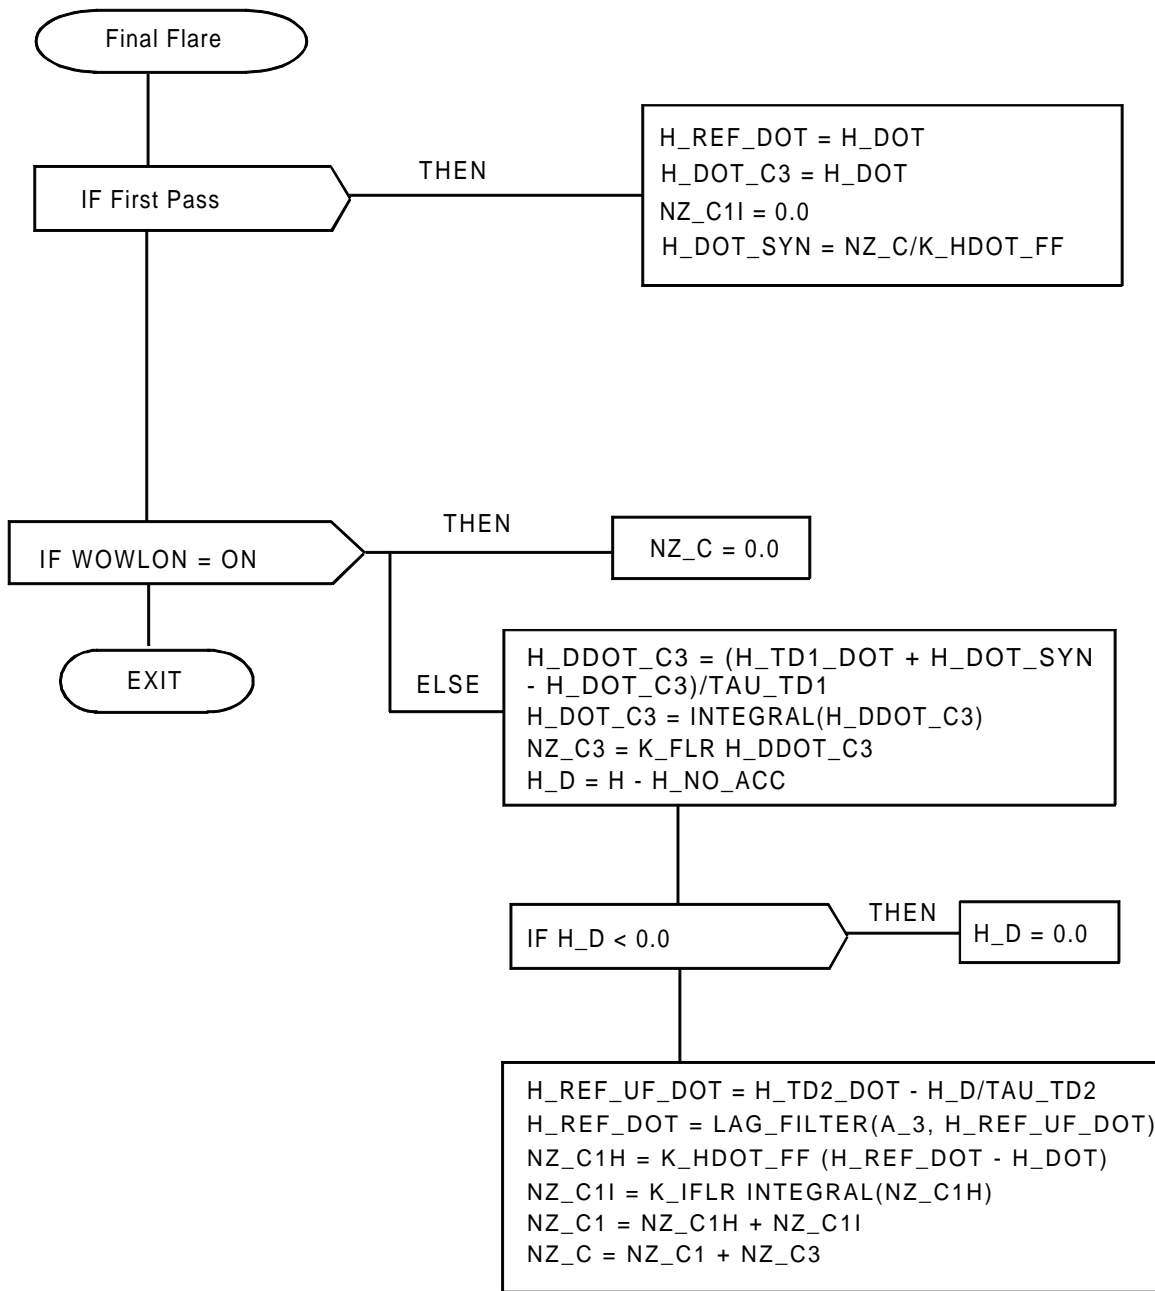 Final Flare
IF First Pass
THEN
H_REF_DOT = H_DOT
H_DOT_C3 = H_DOT
NZ_C1I = 0.0
H_DOT_SYN = NZ_C/K_HDOT_FF
IF WOWLON = ON
THEN
NZ_C = 0.0
EXIT
ELSE
H_DDOT_C3 = (H_TD1_DOT + H_DOT_SYN
- H_DOT_C3)/TAU_TD1
H_DOT_C3 = INTEGRAL(H_DDOT_C3)
NZ_C3 = K_FLR H_DDOT_C3
H_D = H - H_NO_ACC
IF H_D < 0.0
THEN
H_D = 0.0
H_REF_UF_DOT = H_TD2_DOT - H_D/TAU_TD2
H_REF_DOT = LAG_FILTER(A_3, H_REF_UF_DOT)
NZ_C1H = K_HDOT_FF (H_REF_DOT - H_DOT)
NZ_C1I = K_IFLR INTEGRAL(NZ_C1H)
NZ_C1 = NZ_C1H + NZ_C1I
NZ_C = NZ_C1 + NZ_C3